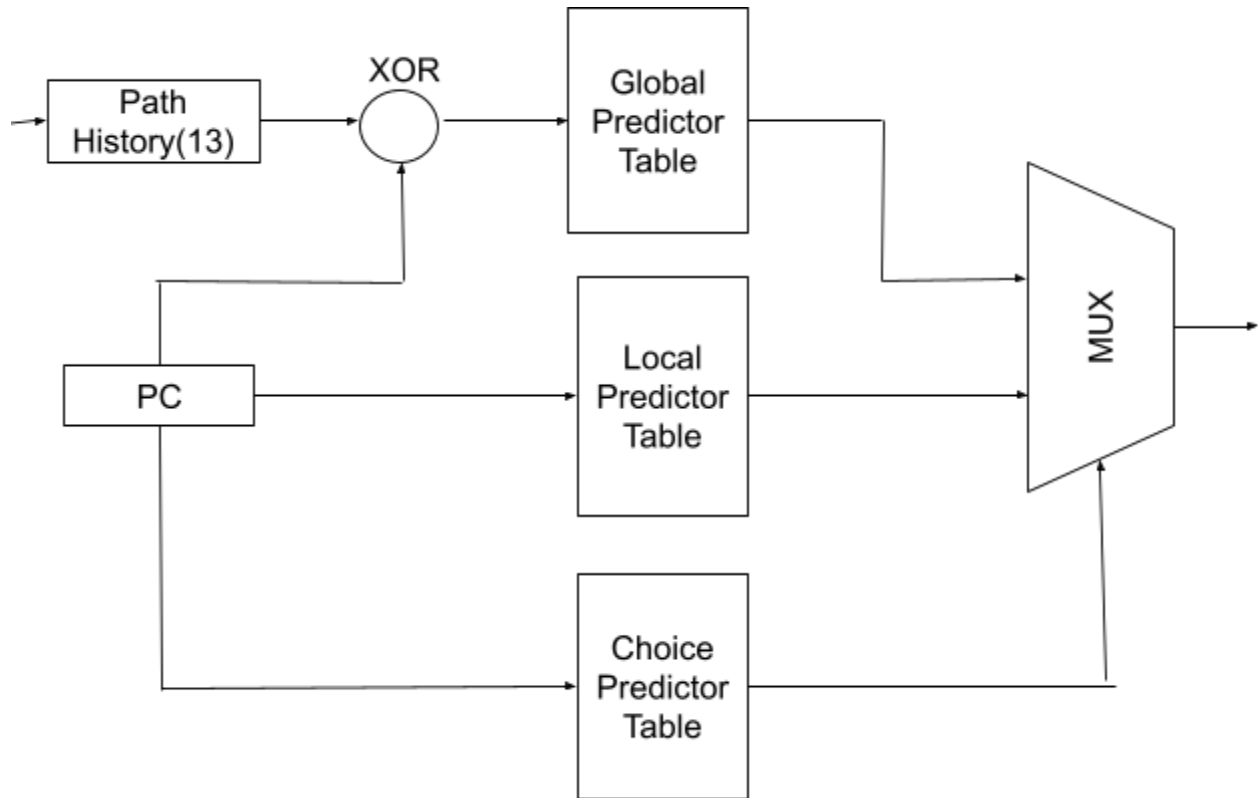 XOR
Path
History(13)
Global
Predictor
Table
PC
Local
Predictor
Table
MUX
Choice
Predictor
Table